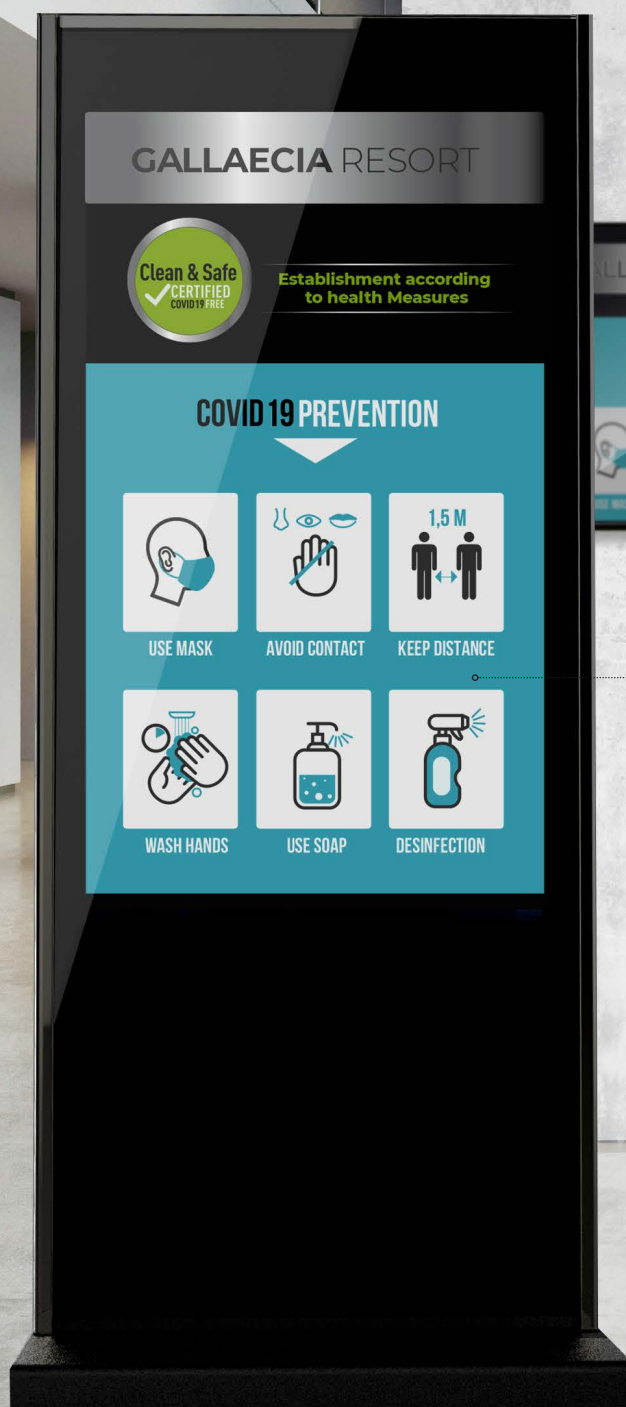 GALLAECIA RESORT
Clean & Safe
CERTIFIED
COVID19 FREE
Establishment according
to health Measures
COVID 19 PREVENTION
1,5 M
USE MASK
AVOID CONTACT
KEEP DISTANCE
WASH HANDS
USE SOAP
DESINFECTION